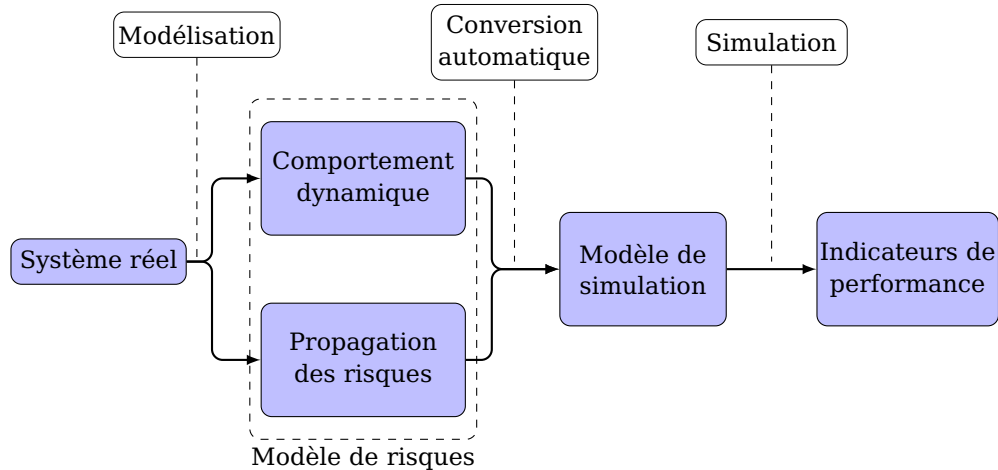 Modélisation
Conversion
automatique
Simulation
Comportement
dynamique
Système réel
Modèle de
simulation
Indicateurs de
performance
Propagation
des risques
Modèle de risques